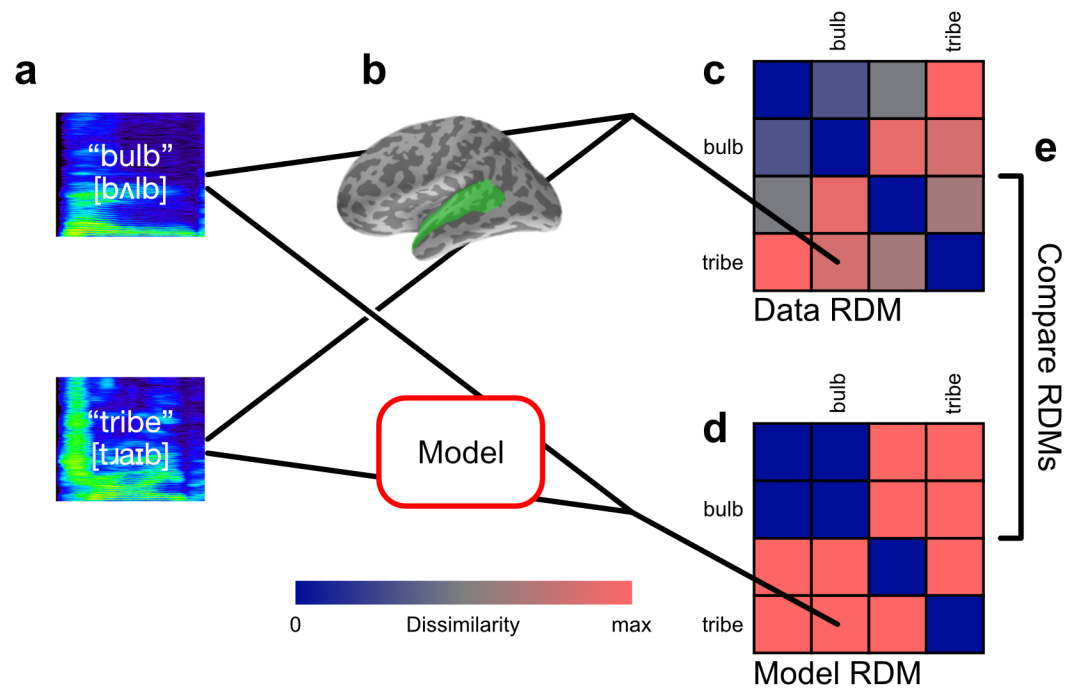 a
b
c
d
e
“bulb”
[bʌlb]
“tribe”
[tɹaɪb]
Model
0
Dissimilarity
max
bulb
tribe
bulb
tribe
Data RDM
bulb
tribe
bulb
tribe
Model RDM
Compare RDMs